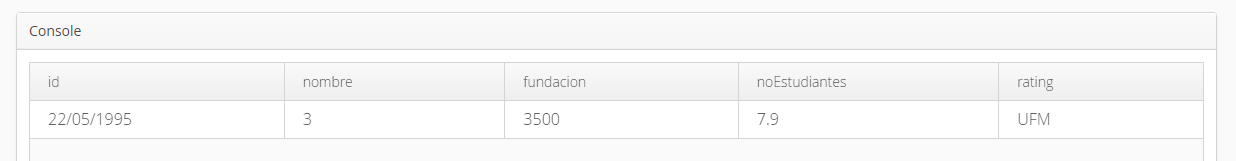 Console
id nombre fundacion noEstudiantes rating
22/05/1995 3 3500 7.9 UFM